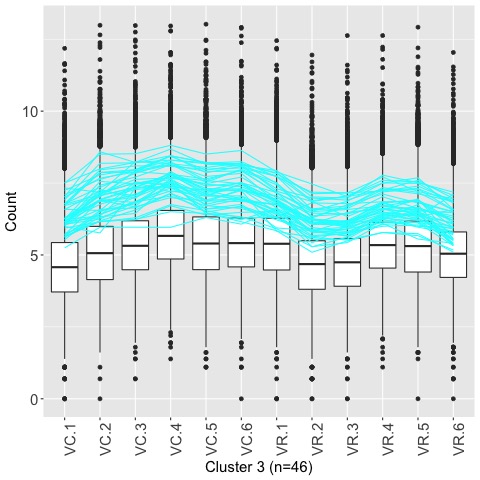 Count
10
5
0
VC.1
VC.2
VC.3
VC.4
VC.5
VC.6
VR.1
VR.2
VR.3
VR.4
VR.5
VR.6
Cluster 3 (n=46)